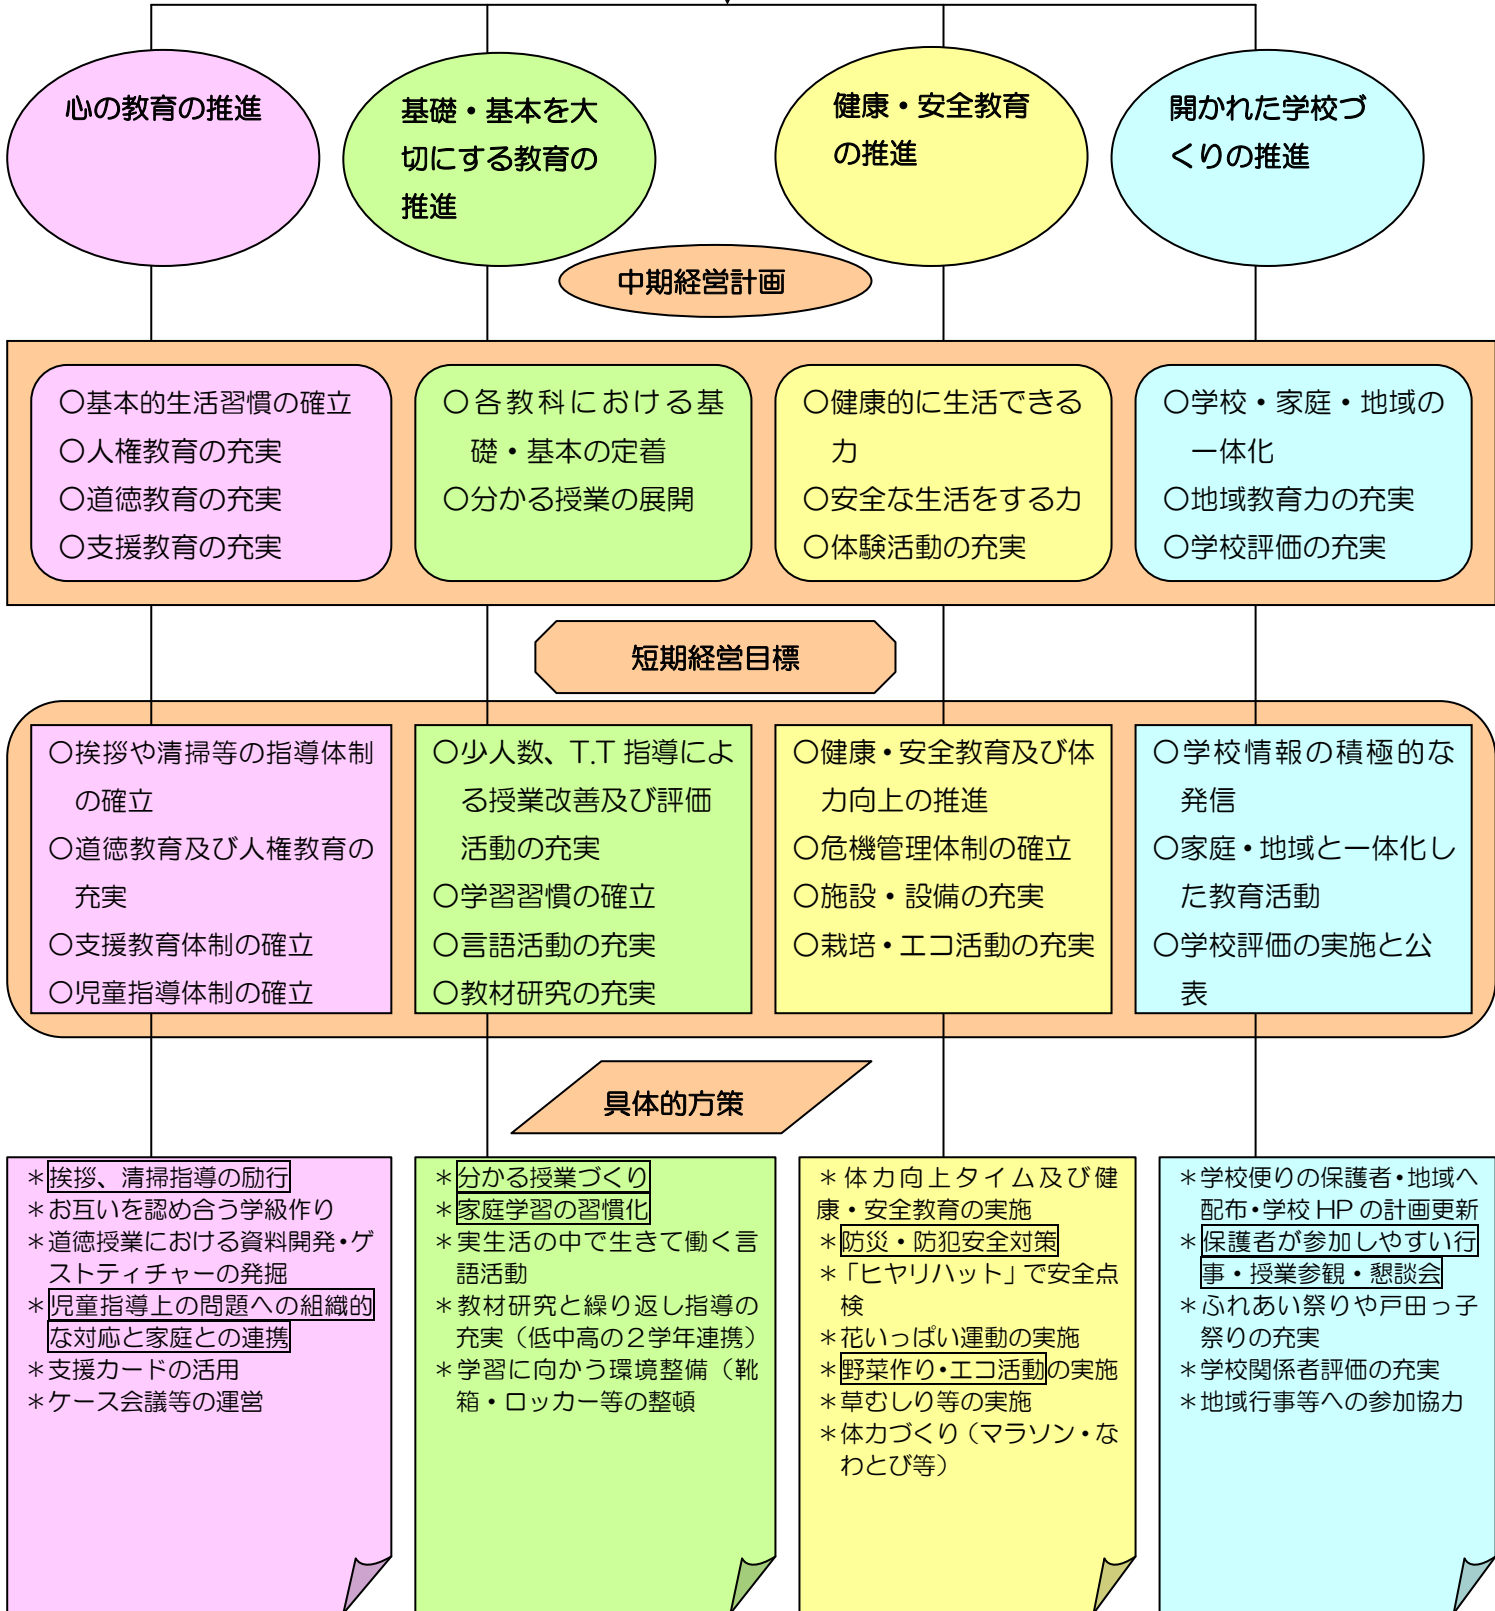 心の教育の推進
基礎・基本を大
切にする教育の
推進
健康・安全教育
の推進
開かれた学校づ
くりの推進
中期経営計画
〇基本的生活習慣の確立
〇人権教育の充実
〇道徳教育の充実
〇支援教育の充実
〇各教科における基
礎・基本の定着
〇分かる授業の展開
〇健康的に生活できる
力
〇安全な生活をする力
〇体験活動の充実
〇学校・家庭・地域の
一体化
〇地域教育力の充実
〇学校評価の充実
短期経営目標
〇挨拶や清掃等の指導体制
の確立
〇道徳教育及び人権教育の
充実
〇支援教育体制の確立
〇児童指導体制の確立
〇少人数、T.T 指導によ
る授業改善及び評価
活動の充実
〇学習習慣の確立
〇言語活動の充実
〇教材研究の充実
〇健康・安全教育及び体
力向上の推進
〇危機管理体制の確立
〇施設・設備の充実
〇栽培・エコ活動の充実
〇学校情報の積極的な
発信
〇家庭・地域と一体化し
た教育活動
〇学校評価の実施と公
表
具体的方策
＊挨拶、清掃指導の励行
＊お互いを認め合う学級作り
＊道徳授業における資料開発・ゲ
ストティチャーの発掘
＊児童指導上の問題への組織的
な対応と家庭との連携
＊支援カードの活用
＊ケース会議等の運営
＊分かる授業づくり
＊家庭学習の習慣化
＊実生活の中で生きて働く言
語活動
＊教材研究と繰り返し指導の
充実（低中高の２学年連携）
＊学習に向かう環境整備（靴
箱・ロッカー等の整頓
＊体力向上タイム及び健
康・安全教育の実施
＊防災・防犯安全対策
＊「ヒヤリハット」で安全点
検
＊花いっぱい運動の実施
＊野菜作り・エコ活動の実施
＊草むしり等の実施
＊体力づくり（マラソン・な
わとび等）
＊学校便りの保護者・地域へ
配布・学校 HP の計画更新
＊保護者が参加しやすい行
事・授業参観・懇談会
＊ふれあい祭りや戸田っ子
祭りの充実
＊学校関係者評価の充実
＊地域行事等への参加協力